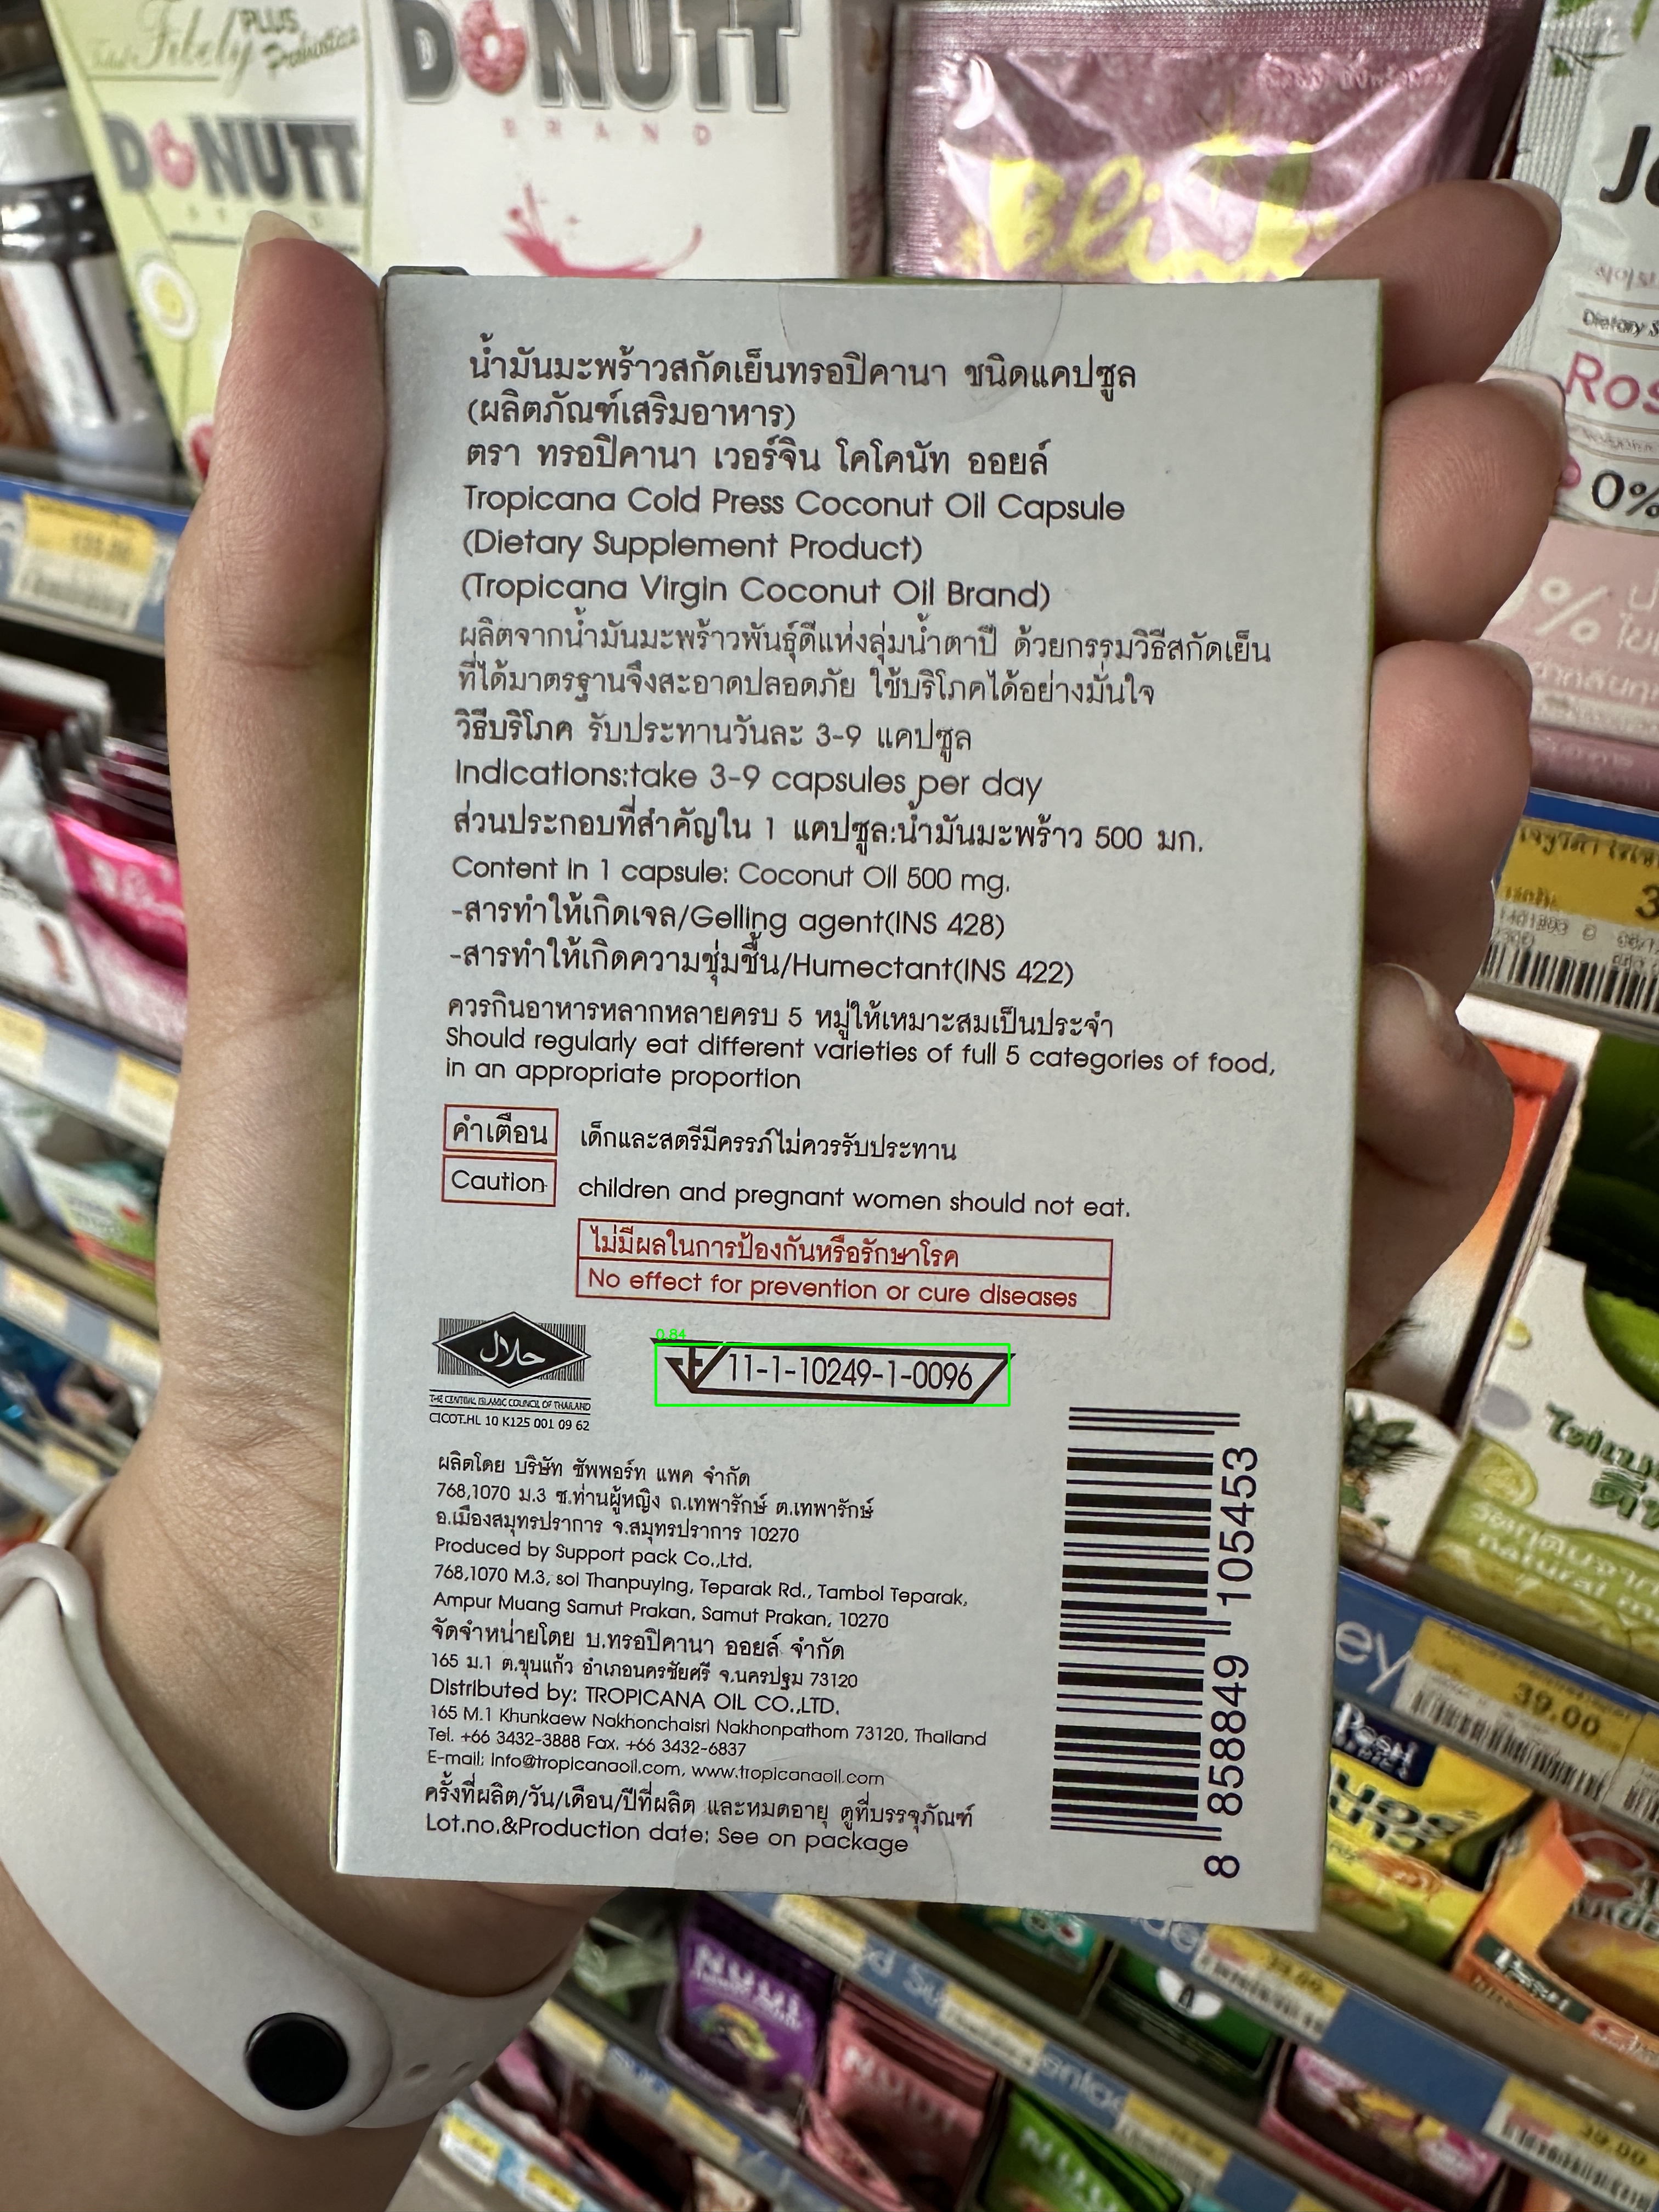 PLUS
Fibely
Probiotics
DONUTT
DONUTT
BRAND
Blink
Ros
0%
น้ำมันมะพร้าวสกัดเย็นทรอปิคานา ชนิดแคปซูล
(ผลิตภัณฑ์เสริมอาหาร)
ตรา ทรอปิคานา เวอร์จิน โคโคนัท ออยล์
Tropicana Cold Press Coconut Oil Capsule
(Dietary Supplement Product)
(Tropicana Virgin Coconut Oil Brand)
ผลิตจากน้ำมันมะพร้าวพันธุ์ดีแห่งลุ่มน้ำตาปี ด้วยกรรมวิธีสกัดเย็น
ที่ได้มาตรฐานจึงสะอาดปลอดภัย ใช้บริโภคได้อย่างมั่นใจ
วิธีบริโภค รับประทานวันละ 3-9 แคปซูล
Indications:take 3-9 capsules per day
ส่วนประกอบที่สำคัญใน 1 แคปซูล:น้ำมันมะพร้าว 500 มก.
Content in 1 capsule: Coconut Oil 500 mg.
-สารทำให้เกิดเจล/Gelling agent(INS 428)
-สารทำให้เกิดความชุ่มชื้น/Humectant(INS 422)
ควรกินอาหารหลากหลายครบ 5 หมู่ให้เหมาะสมเป็นประจำ
Should regularly eat different varieties of full 5 categories of food,
in an appropriate proportion
คำเตือน เด็กและสตรีมีครรภ์ไม่ควรรับประทาน
Caution children and pregnant women should not eat.
ไม่มีผลในการป้องกันหรือรักษาโรค
No effect for prevention or cure diseases
حلال
THE CENTRAL ISLAMIC COUNCIL OF THAILAND
CICOT.HL 10 K125 001 09 62
0.84
11-1-10249-1-0096
ผลิตโดย บริษัท ซัพพอร์ท แพค จำกัด
768,1070 ม.3 ซ.ท่านผู้หญิง ถ.เทพารักษ์ ต.เทพารักษ์
อ.เมืองสมุทรปราการ จ.สมุทรปราการ 10270
Produced by Support pack Co.,Ltd.
768,1070 M.3, soi Thanpuying, Teparak Rd., Tambol Teparak,
Ampur Muang Samut Prakan, Samut Prakan, 10270
จัดจำหน่ายโดย บ.ทรอปิคานา ออยล์ จำกัด
165 ม.1 ต.ขุนแก้ว อำเภอนครชัยศรี จ.นครปฐม 73120
Distributed by: TROPICANA OIL CO.,LTD.
165 M.1 Khunkaew Nakhonchaisri Nakhonpathom 73120, Thailand
Tel. +66 3432-3888 Fax. +66 3432-6837
E-mail: info@tropicanaoil.com, www.tropicanaoil.com
ครั้งที่ผลิต/วัน/เดือน/ปีที่ผลิต และหมดอายุ ดูที่บรรจุภัณฑ์
Lot.no.&Production date: See on package
8 858849 105453
39.00
39.00